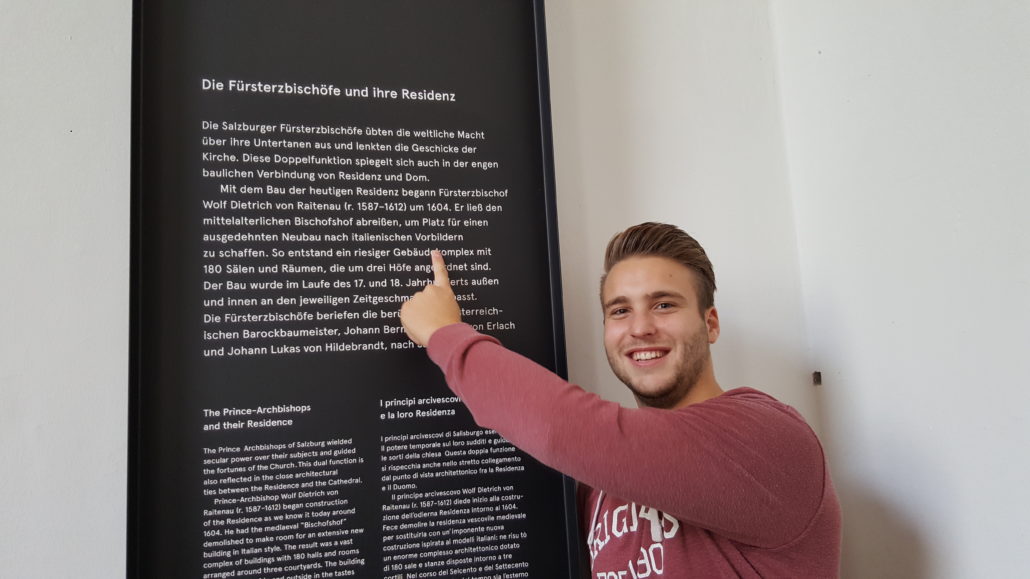 Die Fürsterzbischöfe und ihre Residenz
Die Salzburger Fürsterzbischöfe übten die weltliche Macht
über ihre Untertanen aus und lenkten die Geschicke der
Kirche. Diese Doppelfunktion spiegelt sich auch in der engen
baulichen Verbindung von Residenz und Dom.
Mit dem Bau der heutigen Residenz begann Fürsterzbischof
Wolf Dietrich von Raitenau (r. 1587–1612) um 1604. Er ließ den
mittelalterlichen Bischofshof abreißen, um Platz für einen
ausgedehnten Neubau nach italienischen Vorbildern
zu schaffen. So entstand ein riesiger Gebäudekomplex mit
180 Sälen und Räumen, die um drei Höfe angeordnet sind.
Der Bau wurde im Laufe des 17. und 18. Jahrhunderts außen
und innen an den jeweiligen Zeitgeschmack
Die Fürsterzbischöfe beriefen die
ischen Barockbaumeister, Johann von Erlach
und Johann Lukas von Hildebrandt, nach
The Prince-Archbishops
and their Residence
The Prince Archbishops of Salzburg wielded
secular power over their subjects and guided
the fortunes of the Church. This dual function is
also reflected in the close architectural
ties between the Residence and the Cathedral.
Prince-Archbishop Wolf Dietrich von
Raitenau (r. 1587–1612) began construction
of the Residence as we know it today around
1604. He had the mediaeval "Bischofshof"
demolished to make room for an extensive new
building in Italian style. The result was a vast
complex of buildings with 180 halls and rooms
arranged around three courtyards. The building
outside in the tastes
I principi arcivescovi
e la loro Residenza
I principi arcivescovi di Salisburgo
il potere temporale sui loro sudditi e
le sorti della chiesa Questa doppia funzione
si rispecchia anche nello stretto collegamento
dal punto di vista architettonico fra la Residenza
e il Duomo.
Il principe arcivescovo Wolf Dietrich von
Raitenau (r. 1587-1612) diede inizio alla costru-
zione dell'odierna Residenza intorno al 1604.
Fece demolire la residenza vescovile medievale
per sostituirla con un'imponente nuova
costruzione ispirata ai modelli italiani: ne risultò
un enorme complesso architettonico dotato
di 180 sale e stanze disposte intorno a tre
cortili. Nel corso del Seicento e del Settecento